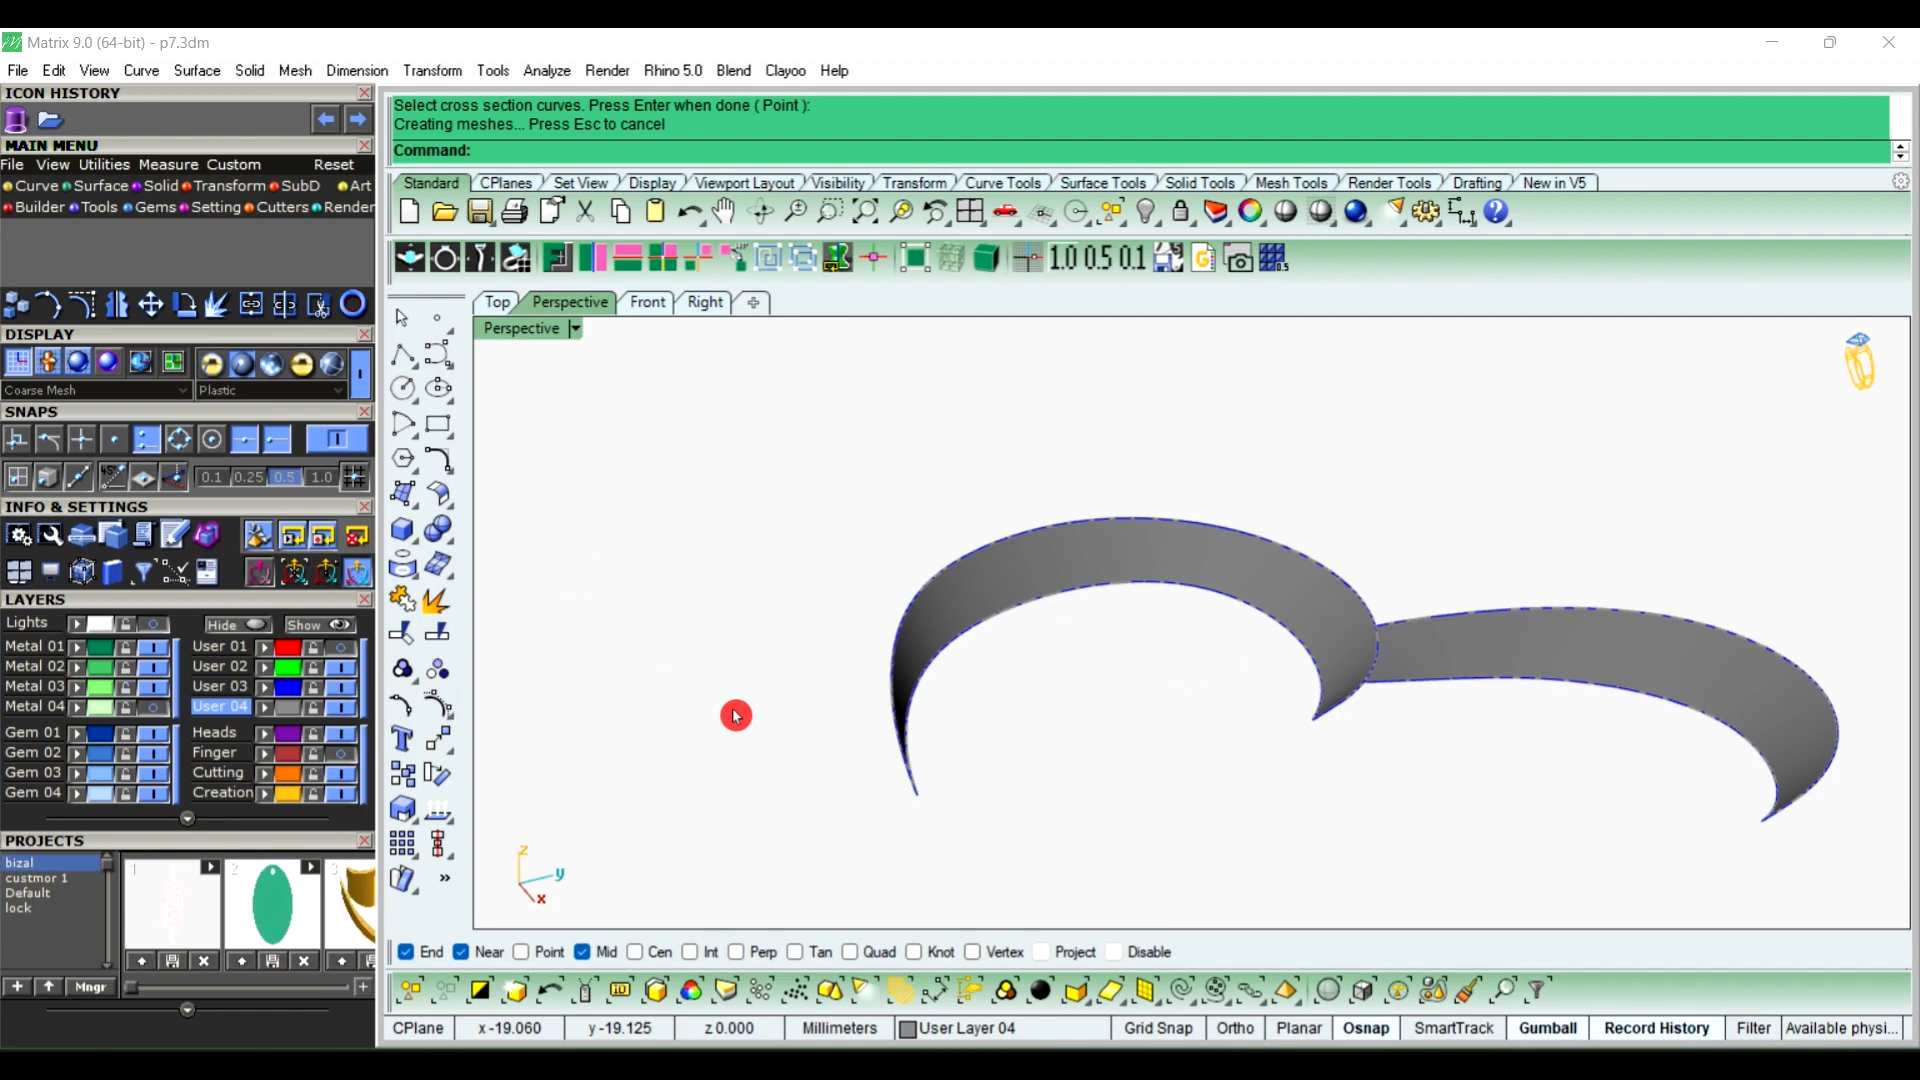 Matrix 9.0 (64-bit) - p7.3dm
File Edit View Curve Surface Solid Mesh Dimension Transform Tools Analyze Render Rhino 5.0 Blend Clayoo Help
ICON HISTORY
MAIN MENU
File View Utilities Measure Custom Reset
Curve Surface Solid Transform SubD Art
Builder Tools Gems Setting Cutters Render
DISPLAY
Coarse Mesh Plastic
SNAPS
0.1 0.25 0.5 1.0
INFO & SETTINGS
LAYERS
Lights Hide Show
Metal 01 User 01
Metal 02 User 02
Metal 03 User 03
Metal 04 User 04
Gem 01 Heads
Gem 02 Finger
Gem 03 Cutting
Gem 04 Creation
PROJECTS
bizal
custmor 1
Default
lock
1 2 3
Mngr
Select cross section curves. Press Enter when done ( Point ):
Creating meshes... Press Esc to cancel
Command:
Standard CPlanes Set View Display Viewport Layout Visibility Transform Curve Tools Surface Tools Solid Tools Mesh Tools Render Tools Drafting New in V5
1.0 0.5 0.1
Top Perspective Front Right
Perspective
z
y
x
End Near Point Mid Cen Int Perp Tan Quad Knot Vertex Project Disable
CPlane x -19.060 y -19.125 z 0.000 Millimeters User Layer 04 Grid Snap Ortho Planar Osnap SmartTrack Gumball Record History Filter Available physi...